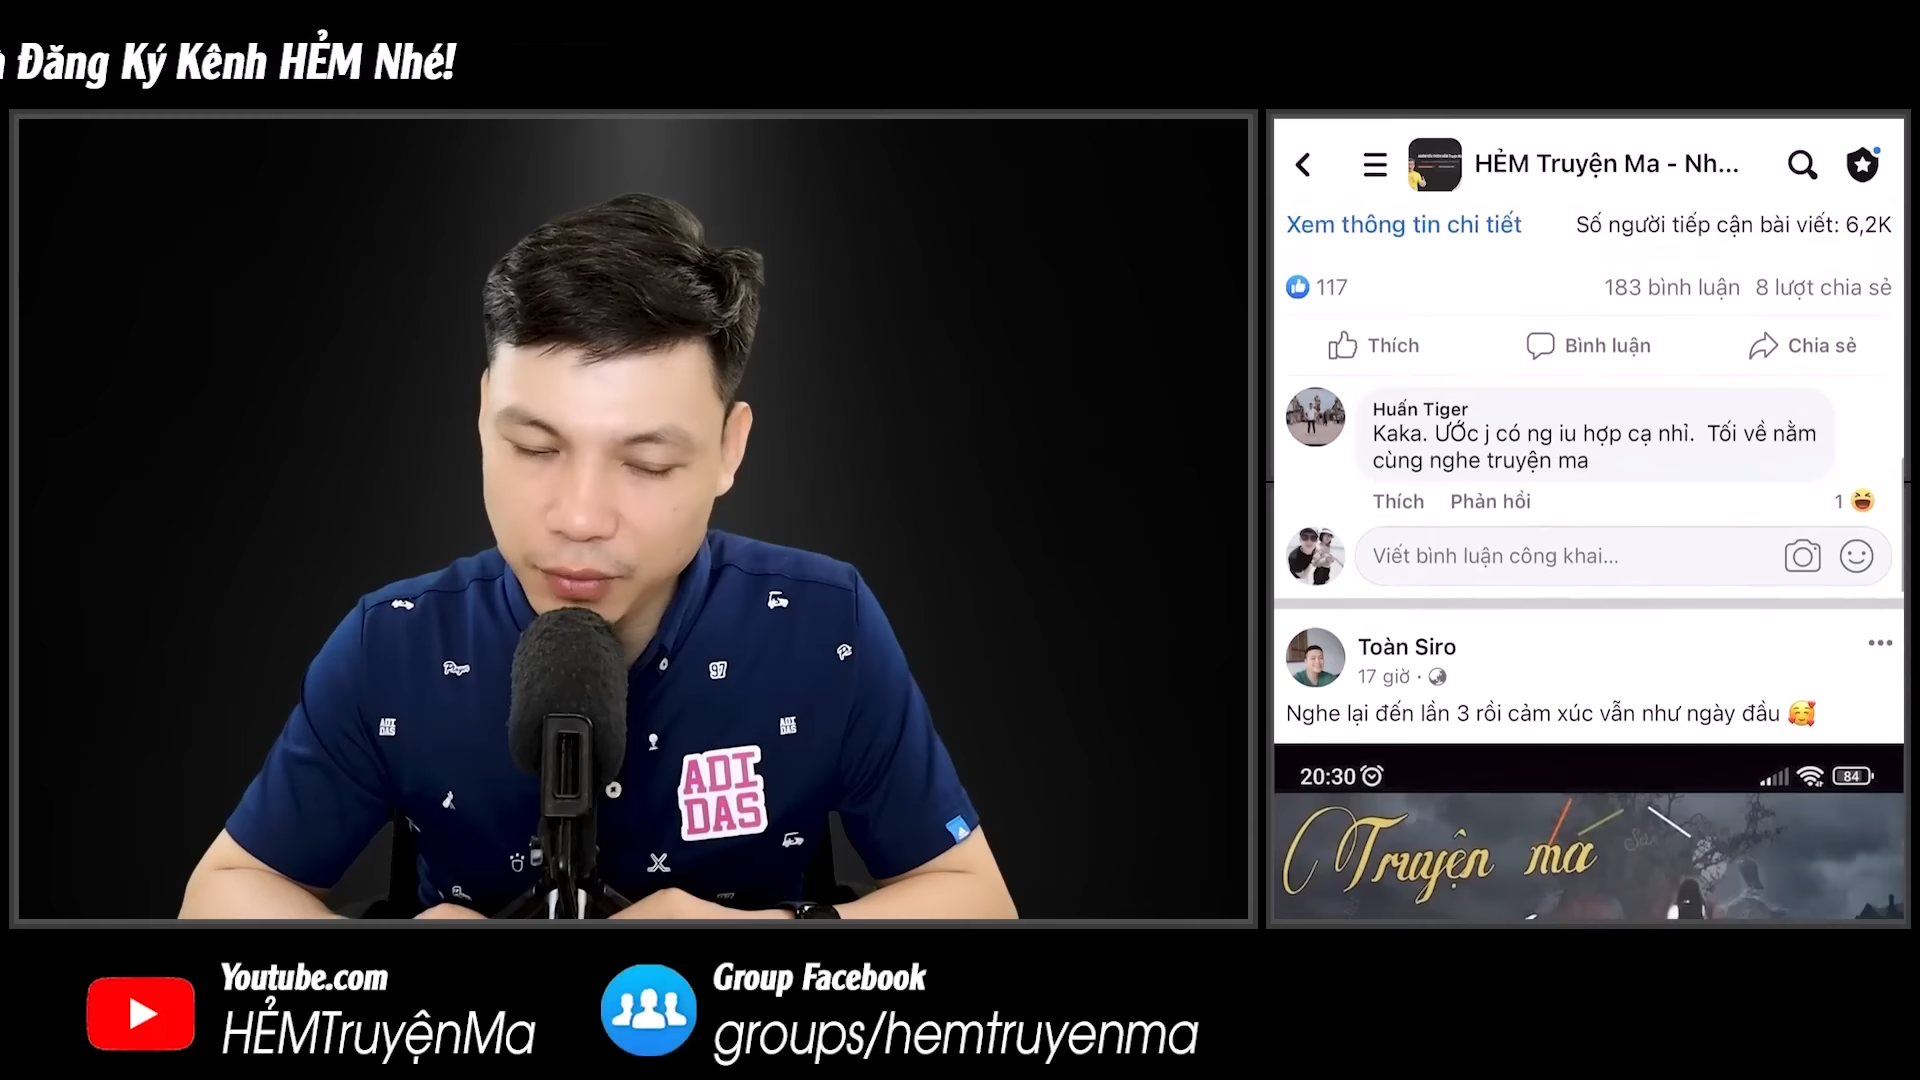 Đăng Ký Kênh HẺM Nhé!
HẺM Truyện Ma - Nh...
Xem thông tin chi tiết Số người tiếp cận bài viết: 6,2K
117 183 bình luận 8 lượt chia sẻ
Thích Bình luận Chia sẻ
Huấn Tiger
Kaka. ƯỚc j có ng iu hợp cạ nhỉ. Tối về nằm
cùng nghe truyện ma
Thích Phản hồi 1
Viết bình luận công khai...
Toàn Siro
17 giờ ·
Nghe lại đến lần 3 rồi cảm xúc vẫn như ngày đầu 🥰
20:30 84
Truyện ma
97
ADI
DAS
ADI
DAS
ADI
DAS
Youtube.com
HẺMTruyệnMa
Group Facebook
groups/hemtruyenma